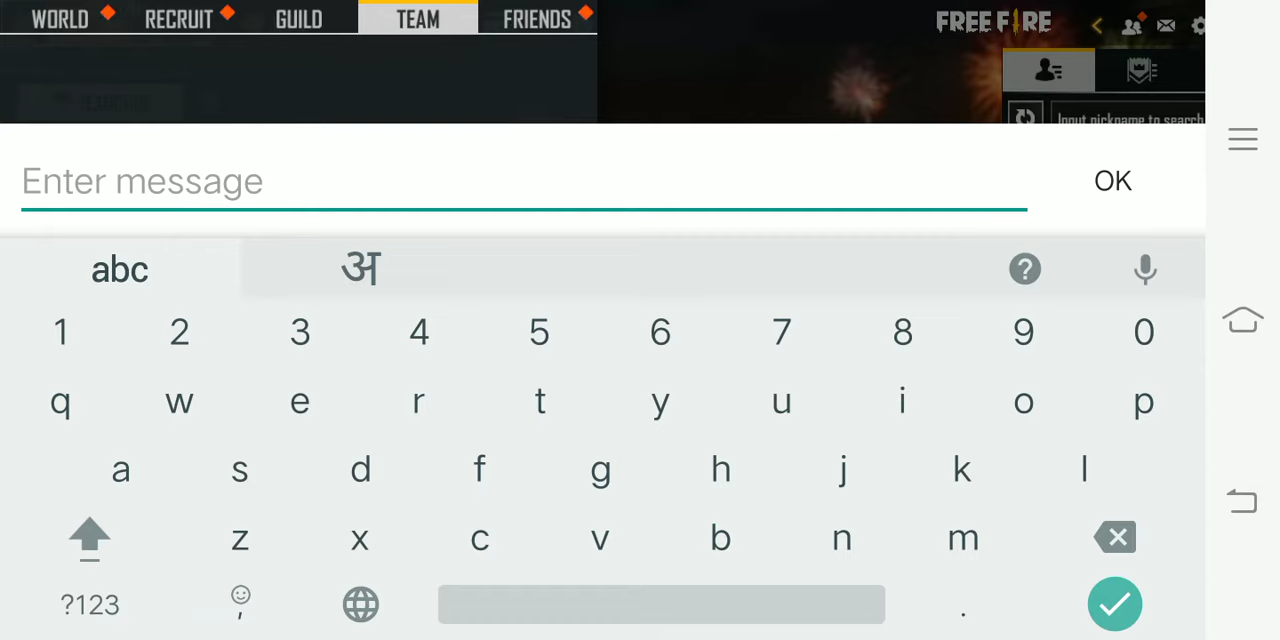 WORLD RECRUIT GUILD TEAM FRIENDS FREE FIRE
Input nickname to search
Enter message OK
abc अ
1 2 3 4 5 6 7 8 9 0
q w e r t y u i o p
a s d f g h j k l
z x c v b n m
?123 , .